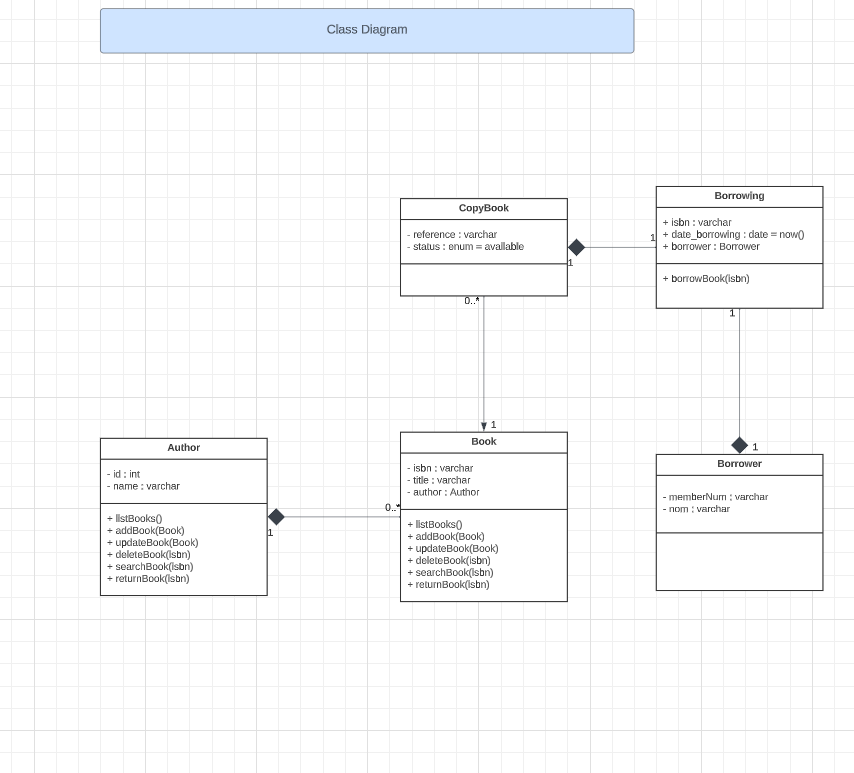 Class Diagram
CopyBook
- reference : varchar
- status : enum = available
1
0..*
Borrowing
+ isbn : varchar
+ date_borrowing : date = now()
+ borrower : Borrower
+ borrowBook(isbn)
1
1
Author
- id : int
- name : varchar
+ listBooks()
+ addBook(Book)
+ updateBook(Book)
+ deleteBook(isbn)
+ searchBook(isbn)
+ returnBook(isbn)
1
0..*
1
Book
- isbn : varchar
- title : varchar
- author : Author
+ listBooks()
+ addBook(Book)
+ updateBook(Book)
+ deleteBook(isbn)
+ searchBook(isbn)
+ returnBook(isbn)
1
Borrower
- memberNum : varchar
- nom : varchar